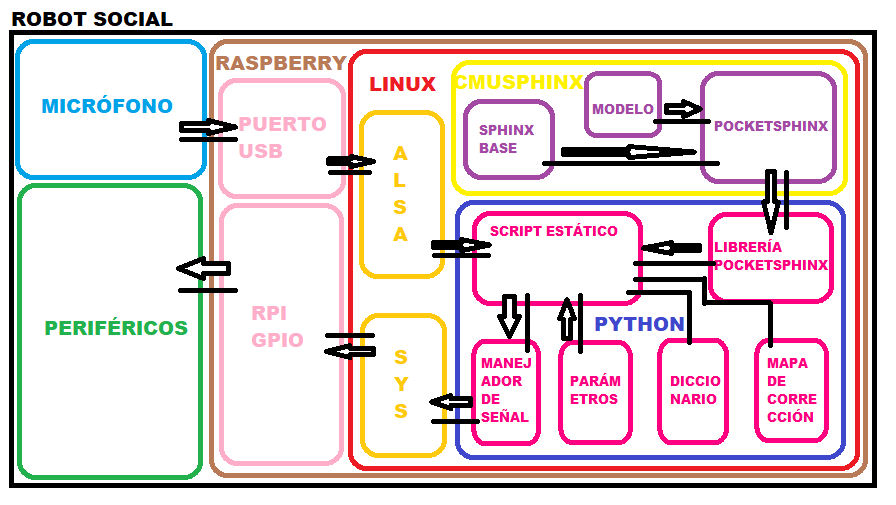 ROBOT SOCIAL
MICRÓFONO
PERIFÉRICOS
RASPBERRY
PUERTO
USB
RPI
GPIO
LINUX
A
L
S
A
S
Y
S
CMUSPHINX
SPHINX
BASE
MODELO
POCKETSPHINX
SCRIPT ESTÁTICO
LIBRERÍA
POCKETSPHINX
PYTHON
MANEJ
ADOR
DE
SEÑAL
PARÁM
ETROS
DICCIO
NARIO
MAPA
DE
CORRE
CCIÓN